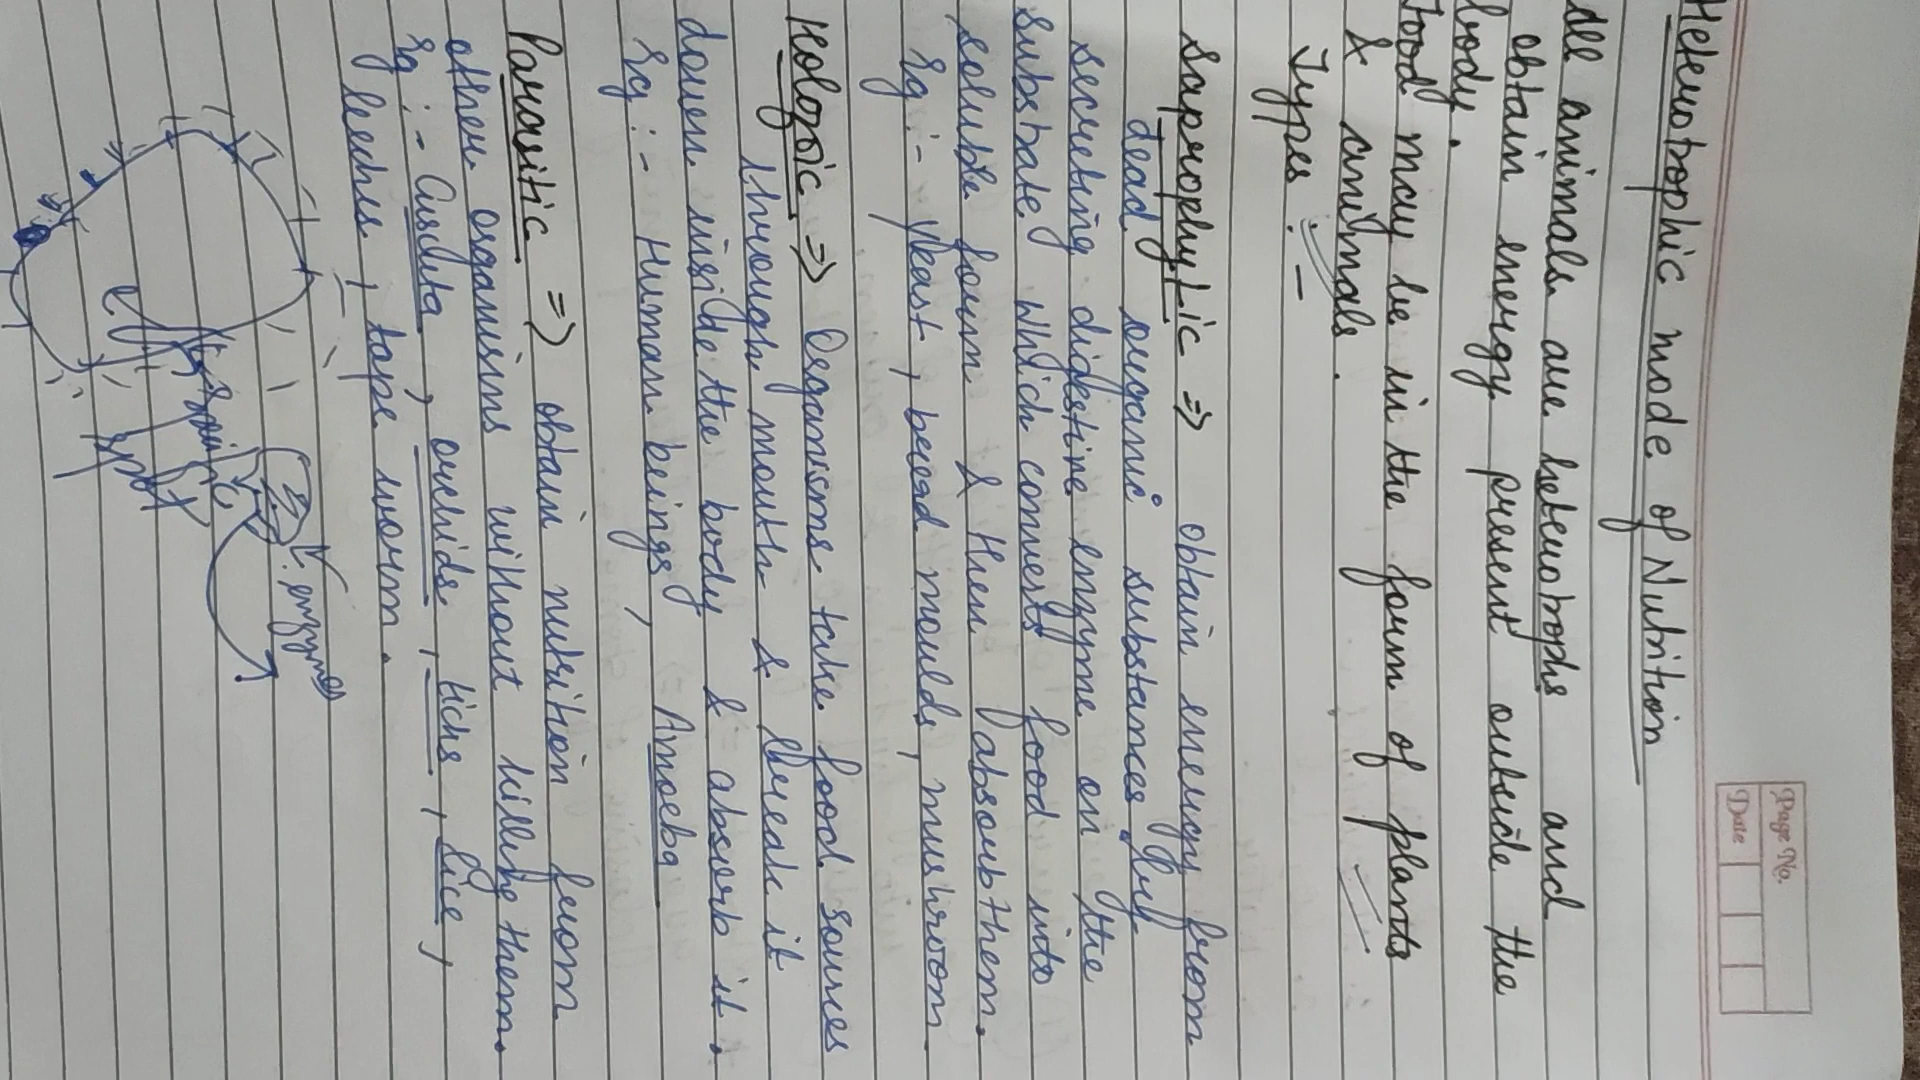 Page No.
Date
Heterotrophic mode of Nutrition
All animals are heterotrophs and
obtain energy present outside the
body.
Food may be in the form of plants
& animals.
Types :-
Saprophytic => obtain energy from
dead organic substances by
secreting digestive enzyme on the
substrate which converts food into
soluble form & then absorb them.
Eg :- Yeast, bread moulds, mushroom.
Holozoic => Organisms take food sources
through mouth & break it
down inside the body & absorb it.
Eg :- Human beings, Amoeba
Parasitic => obtain nutrition from
other organisms without killing them.
Eg :- Cuscuta, orchids, ticks, lice,
leeches, tape worm.
enzymes